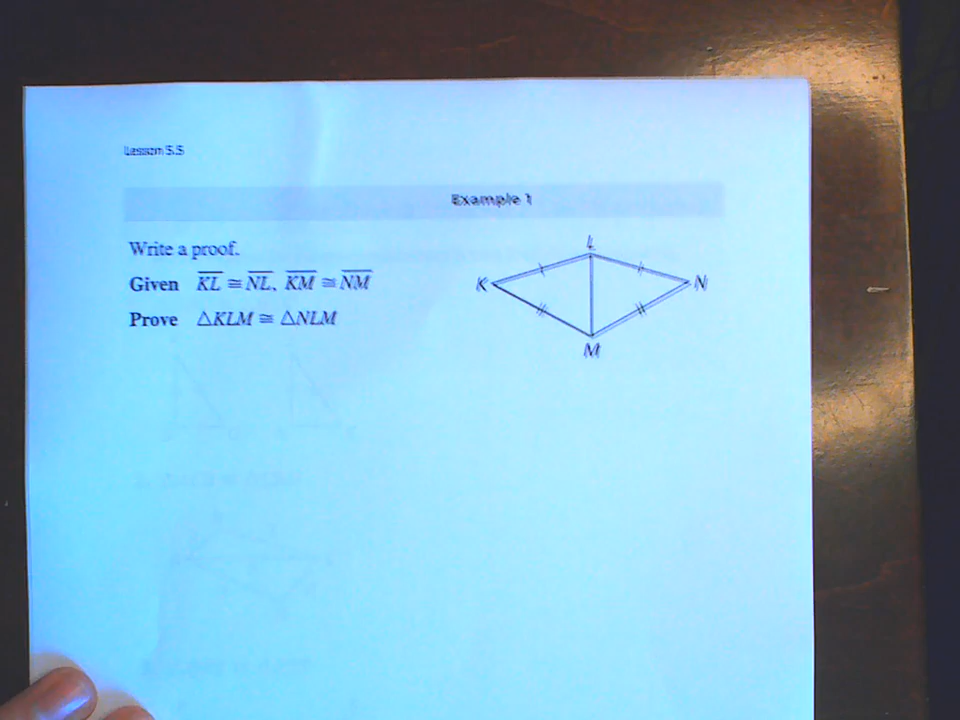 Lesson 5.5
Example 1
Write a proof.
Given KL ≅ NL, KM ≅ NM
Prove △KLM ≅ △NLM
L
K
N
M